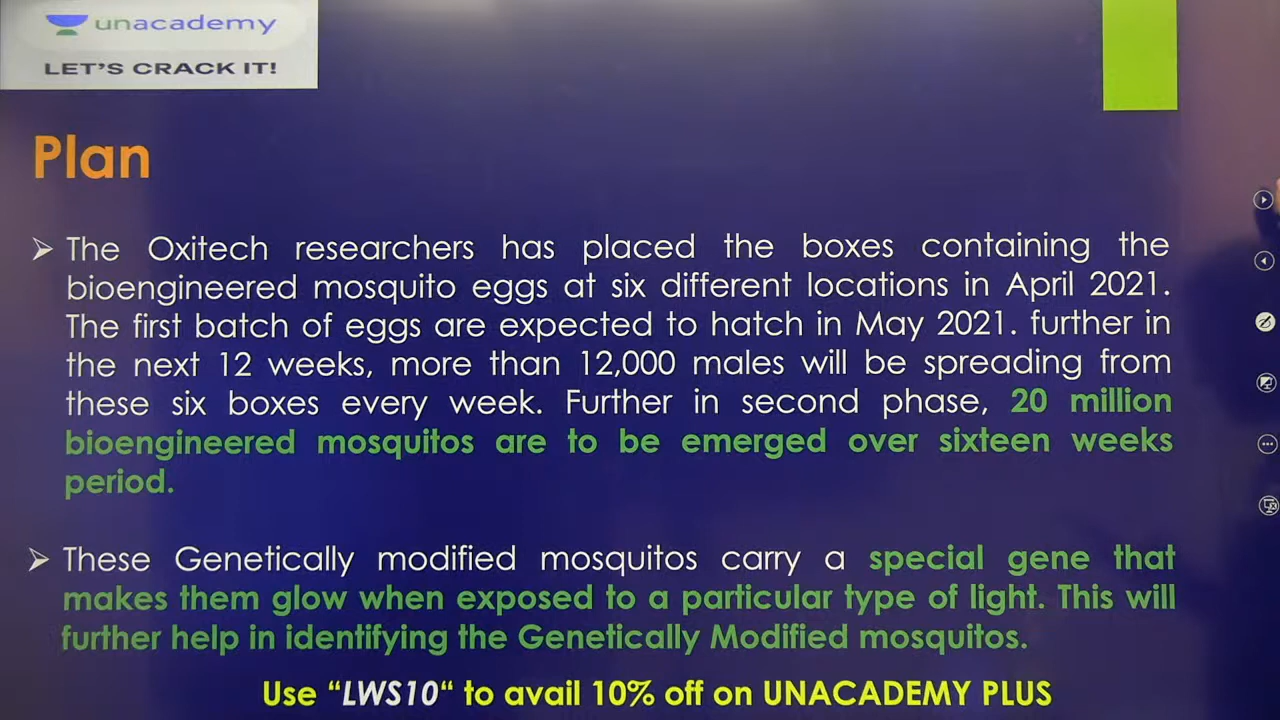 unacademy
LET'S CRACK IT!
Plan
The Oxitech researchers has placed the boxes containing the
bioengineered mosquito eggs at six different locations in April 2021.
The first batch of eggs are expected to hatch in May 2021. further in
the next 12 weeks, more than 12,000 males will be spreading from
these six boxes every week. Further in second phase, 20 million
bioengineered mosquitos are to be emerged over sixteen weeks
period.
These Genetically modified mosquitos carry a special gene that
makes them glow when exposed to a particular type of light. This will
further help in identifying the Genetically Modified mosquitos.
Use “LWS10“ to avail 10% off on UNACADEMY PLUS